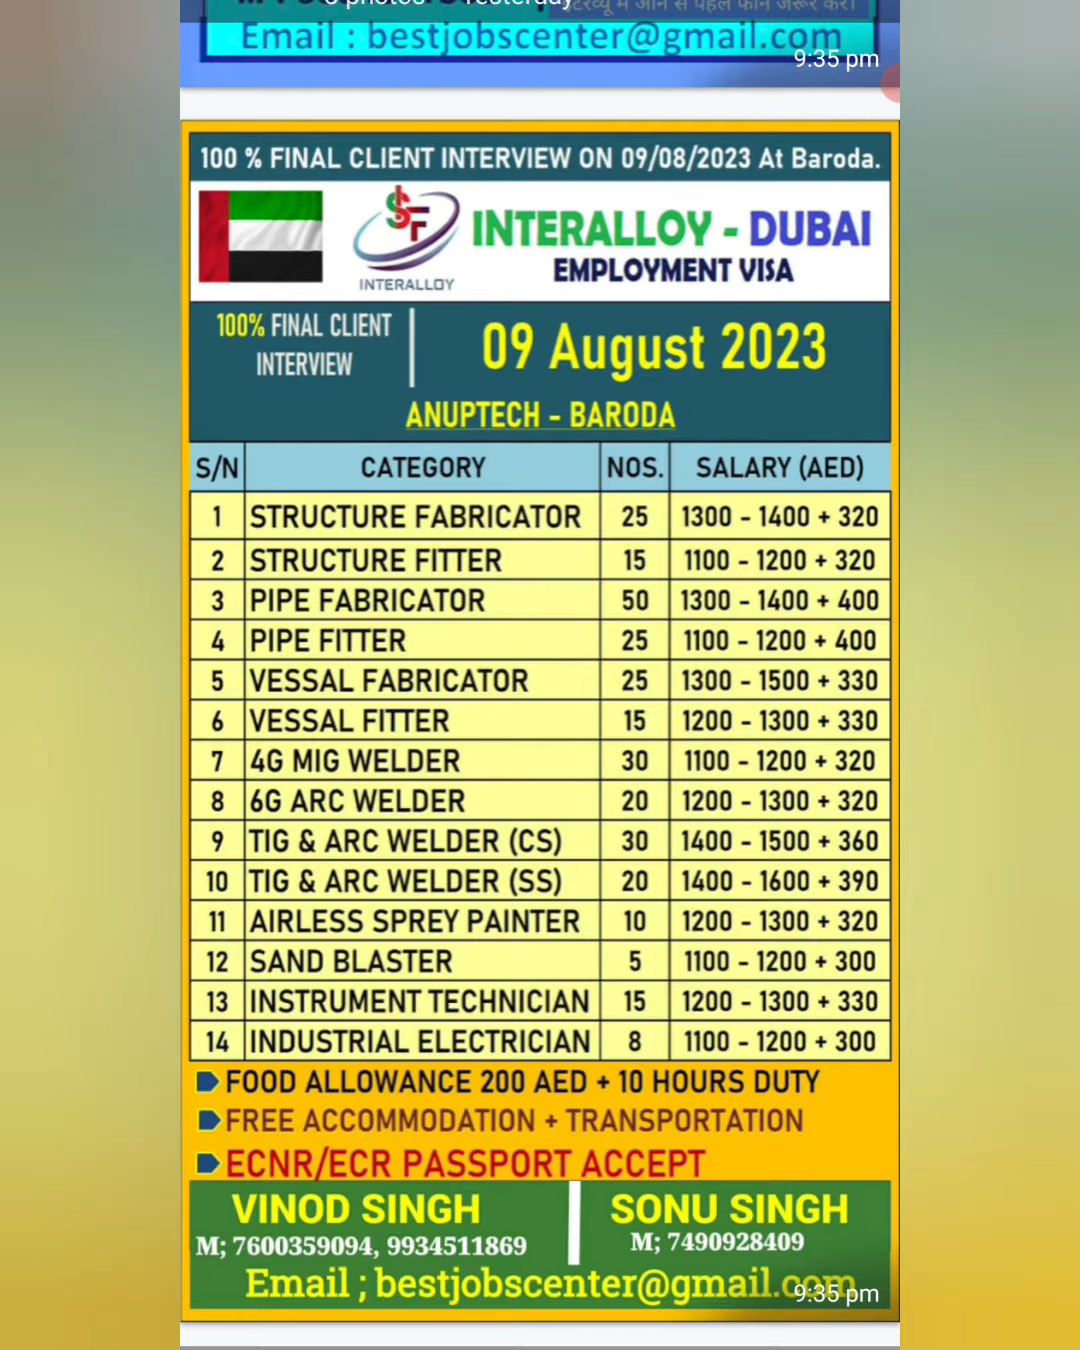 3 photos Yesterday
इंटरव्यू में आने से पहले फोन जरूर करें।
Email : bestjobscenter@gmail.com
9:35 pm
100 % FINAL CLIENT INTERVIEW ON 09/08/2023 At Baroda.
INTERALLOY
INTERALLOY - DUBAI
EMPLOYMENT VISA
100% FINAL CLIENT INTERVIEW
09 August 2023
ANUPTECH - BARODA
S/N CATEGORY NOS. SALARY (AED)
1 STRUCTURE FABRICATOR 25 1300 - 1400 + 320
2 STRUCTURE FITTER 15 1100 - 1200 + 320
3 PIPE FABRICATOR 50 1300 - 1400 + 400
4 PIPE FITTER 25 1100 - 1200 + 400
5 VESSAL FABRICATOR 25 1300 - 1500 + 330
6 VESSAL FITTER 15 1200 - 1300 + 330
7 4G MIG WELDER 30 1100 - 1200 + 320
8 6G ARC WELDER 20 1200 - 1300 + 320
9 TIG & ARC WELDER (CS) 30 1400 - 1500 + 360
10 TIG & ARC WELDER (SS) 20 1400 - 1600 + 390
11 AIRLESS SPREY PAINTER 10 1200 - 1300 + 320
12 SAND BLASTER 5 1100 - 1200 + 300
13 INSTRUMENT TECHNICIAN 15 1200 - 1300 + 330
14 INDUSTRIAL ELECTRICIAN 8 1100 - 1200 + 300
FOOD ALLOWANCE 200 AED + 10 HOURS DUTY
FREE ACCOMMODATION + TRANSPORTATION
ECNR/ECR PASSPORT ACCEPT
VINOD SINGH
M; 7600359094, 9934511869
SONU SINGH
M; 7490928409
Email ; bestjobscenter@gmail.com
9:35 pm